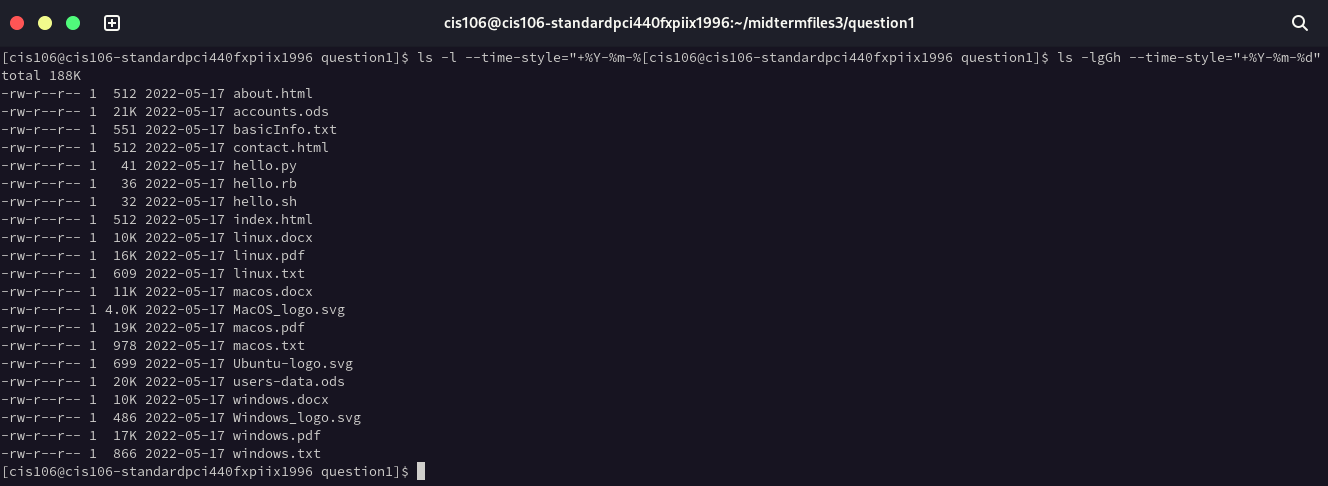 cis106@cis106-standardpci440fxpiix1996:~/midtermfiles3/question1
[cis106@cis106-standardpci440fxpiix1996 question1]$ ls -l --time-style="+%Y-%m-%[cis106@cis106-standardpci440fxpiix1996 question1]$ ls -lgGh --time-style="+%Y-%m-%d"
total 188K
-rw-r--r-- 1  512 2022-05-17 about.html
-rw-r--r-- 1  21K 2022-05-17 accounts.ods
-rw-r--r-- 1  551 2022-05-17 basicInfo.txt
-rw-r--r-- 1  512 2022-05-17 contact.html
-rw-r--r-- 1   41 2022-05-17 hello.py
-rw-r--r-- 1   36 2022-05-17 hello.rb
-rw-r--r-- 1   32 2022-05-17 hello.sh
-rw-r--r-- 1  512 2022-05-17 index.html
-rw-r--r-- 1  10K 2022-05-17 linux.docx
-rw-r--r-- 1  16K 2022-05-17 linux.pdf
-rw-r--r-- 1  609 2022-05-17 linux.txt
-rw-r--r-- 1  11K 2022-05-17 macos.docx
-rw-r--r-- 1 4.0K 2022-05-17 MacOS_logo.svg
-rw-r--r-- 1  19K 2022-05-17 macos.pdf
-rw-r--r-- 1  978 2022-05-17 macos.txt
-rw-r--r-- 1  699 2022-05-17 Ubuntu-logo.svg
-rw-r--r-- 1  20K 2022-05-17 users-data.ods
-rw-r--r-- 1  10K 2022-05-17 windows.docx
-rw-r--r-- 1  486 2022-05-17 Windows_logo.svg
-rw-r--r-- 1  17K 2022-05-17 windows.pdf
-rw-r--r-- 1  866 2022-05-17 windows.txt
[cis106@cis106-standardpci440fxpiix1996 question1]$